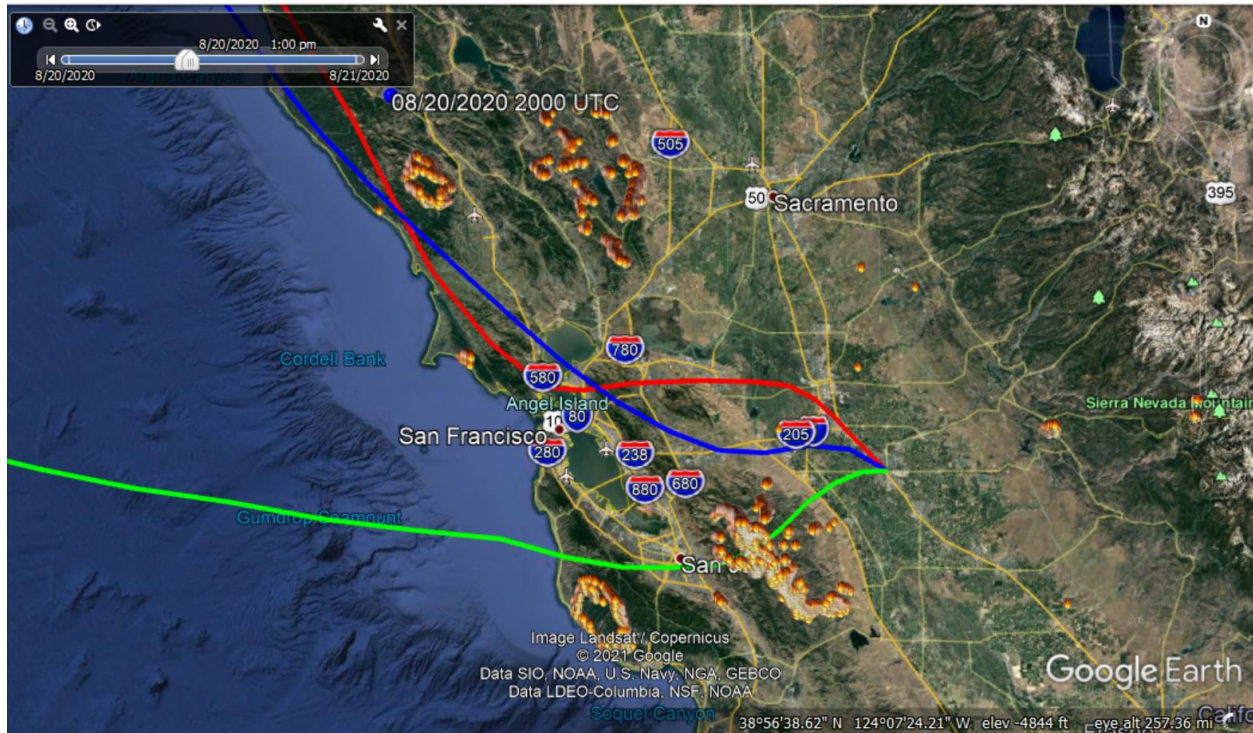 8/20/2020 1:00 pm
8/20/2020
8/21/2020
N
08/20/2020 2000 UTC
505
50
Sacramento
395
Cordell Bank
780
580
Angel Island
80
San Francisco
280
238
205
Sierra Nevada Mountain
880
680
Gumdrop Seamount
San
Image Landsat / Copernicus
© 2021 Google
Data SIO, NOAA, U.S. Navy, NGA, GEBCO
Data LDEO-Columbia, NSF, NOAA
Google Earth
Soquel Canyon
38°56'38.62" N 124°07'24.21" W elev -4844 ft eye alt 257.36 mi